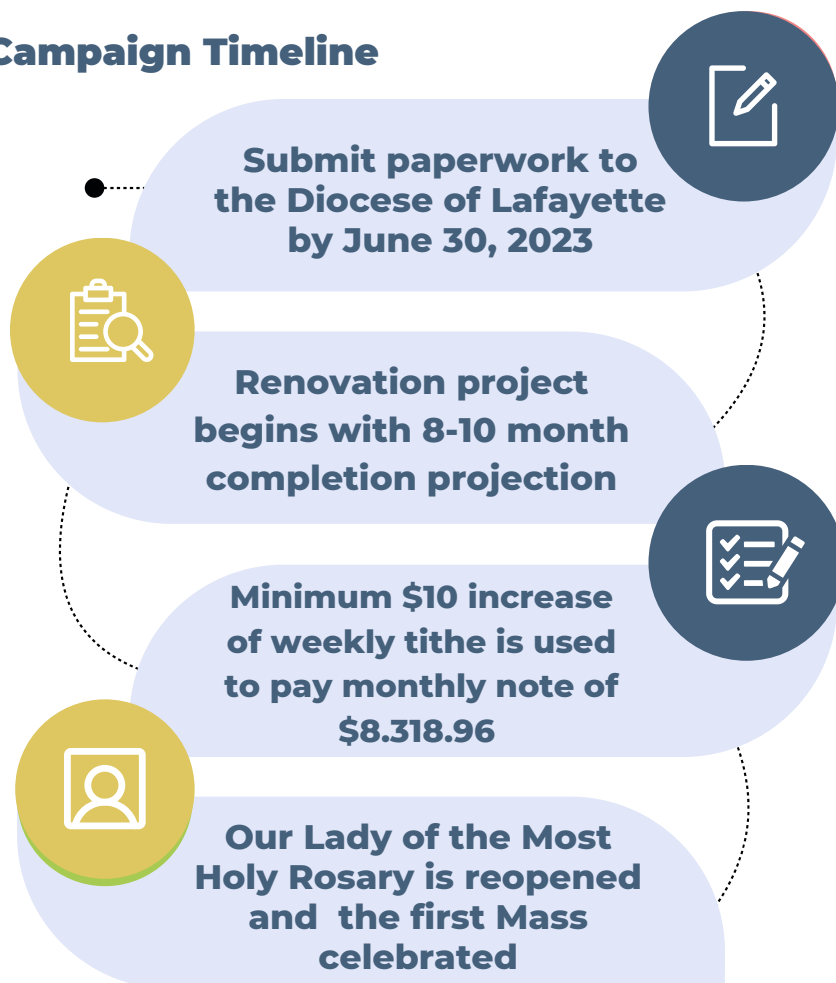 Campaign Timeline
Submit paperwork to
the Diocese of Lafayette
by June 30, 2023
Renovation project
begins with 8-10 month
completion projection
Minimum $10 increase
of weekly tithe is used
to pay monthly note of
$8.318.96
Our Lady of the Most
Holy Rosary is reopened
and the first Mass
celebrated